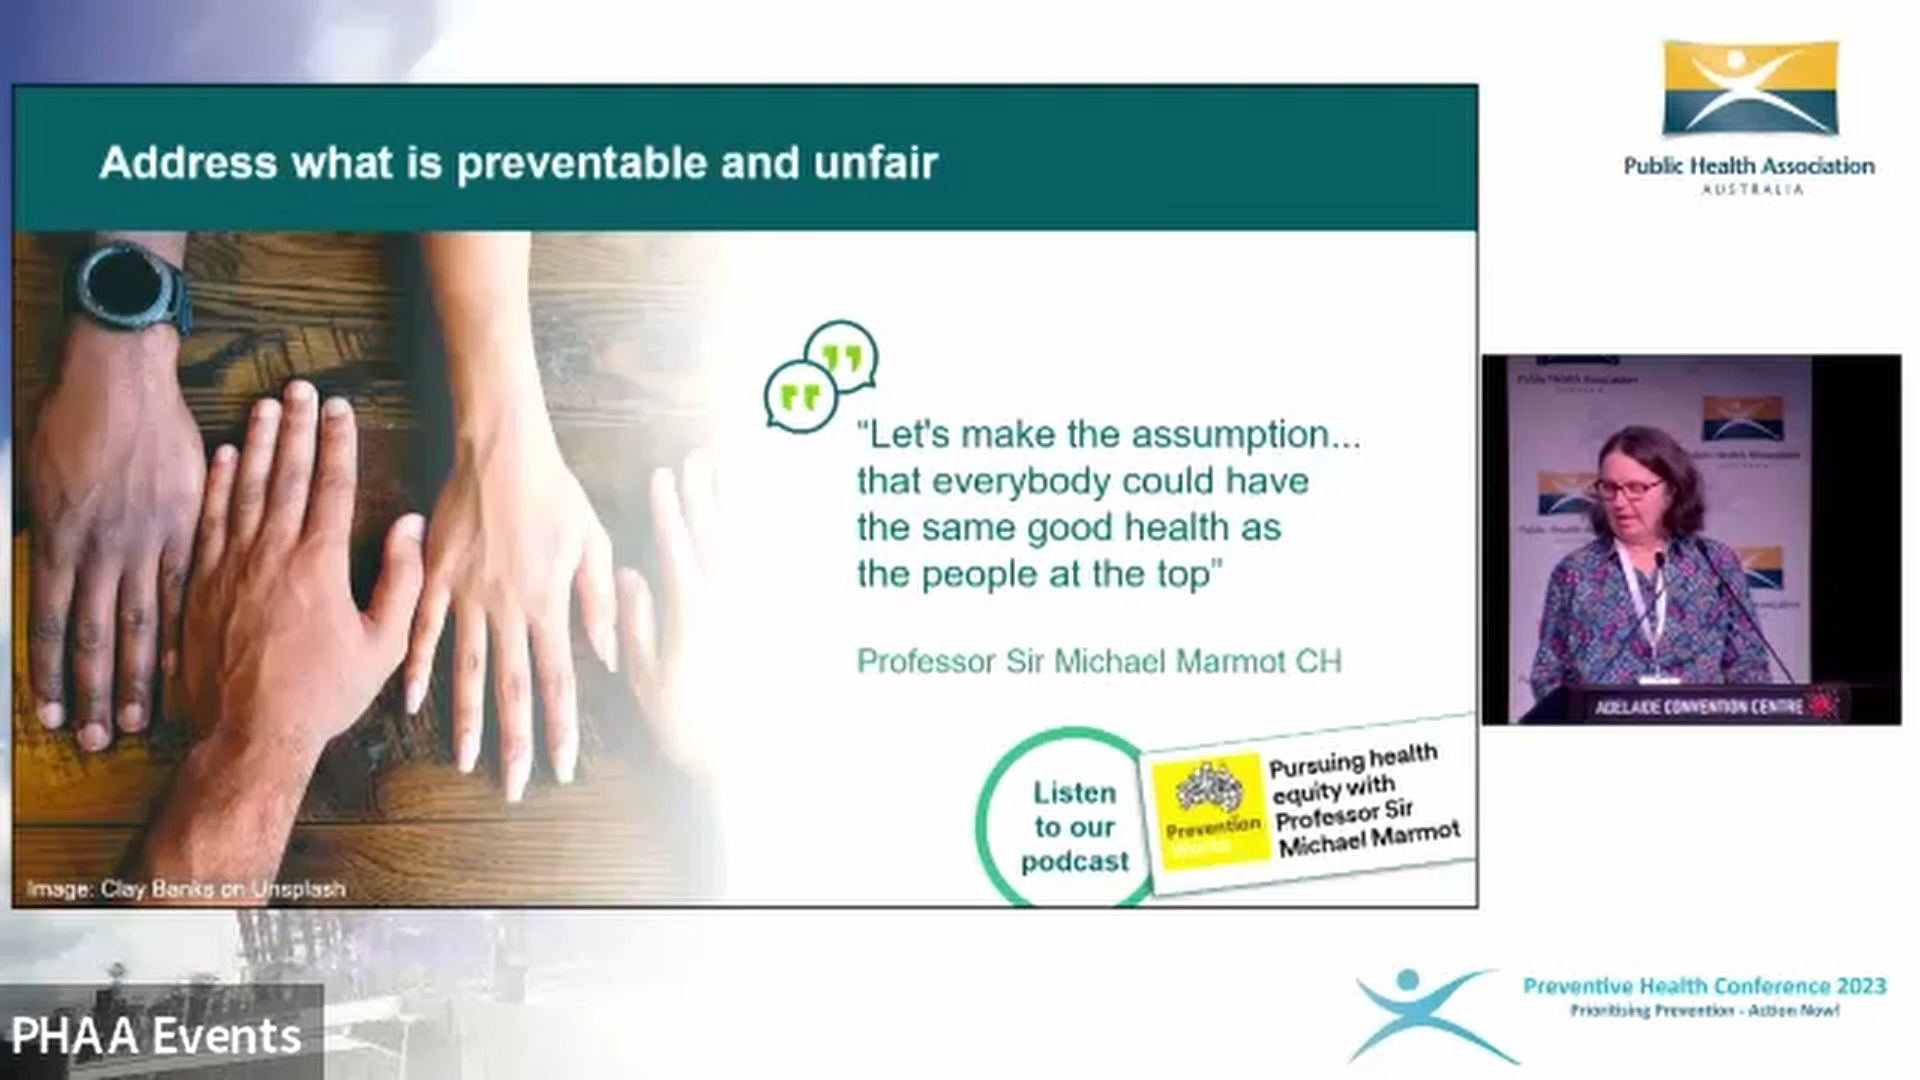 Address what is preventable and unfair
“Let's make the assumption...
that everybody could have
the same good health as
the people at the top”
Professor Sir Michael Marmot CH
Listen
to our
podcast
Prevention
Works
Pursuing health
equity with
Professor Sir
Michael Marmot
Image: Clay Banks on Unsplash
Public Health Association
AUSTRALIA
ADELAIDE CONVENTION CENTRE
Preventive Health Conference 2023
Prioritising Prevention - Action Now!
PHAA Events